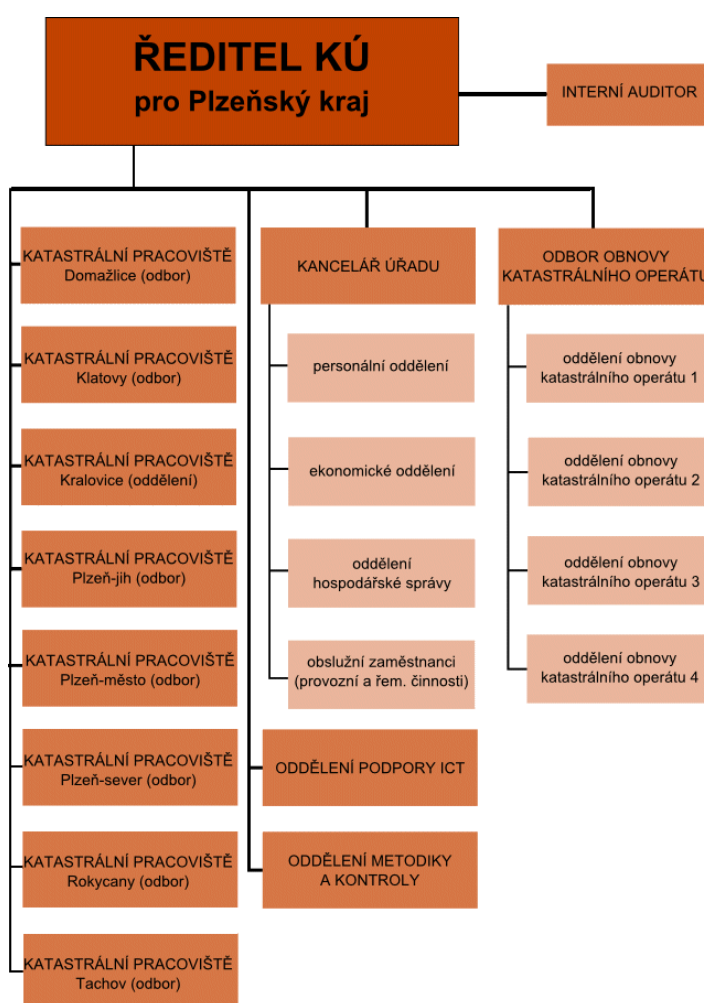 ŘEDITEL KÚ
pro Plzeňský kraj
INTERNÍ AUDITOR
KATASTRÁLNÍ PRACOVIŠTĚ
Domažlice (odbor)
KATASTRÁLNÍ PRACOVIŠTĚ
Klatovy (odbor)
KATASTRÁLNÍ PRACOVIŠTĚ
Kralovice (oddělení)
KATASTRÁLNÍ PRACOVIŠTĚ
Plzeň-jih (odbor)
KATASTRÁLNÍ PRACOVIŠTĚ
Plzeň-město (odbor)
KATASTRÁLNÍ PRACOVIŠTĚ
Plzeň-sever (odbor)
KATASTRÁLNÍ PRACOVIŠTĚ
Rokycany (odbor)
KATASTRÁLNÍ PRACOVIŠTĚ
Tachov (odbor)
KANCELÁŘ ÚŘADU
personální oddělení
ekonomické oddělení
oddělení
hospodářské správy
obslužní zaměstnanci
(provozní a řem. činnosti)
ODDĚLENÍ PODPORY ICT
ODDĚLENÍ METODIKY
A KONTROLY
ODBOR OBNOVY
KATASTRÁLNÍHO OPERÁTU
oddělení obnovy
katastrálního operátu 1
oddělení obnovy
katastrálního operátu 2
oddělení obnovy
katastrálního operátu 3
oddělení obnovy
katastrálního operátu 4